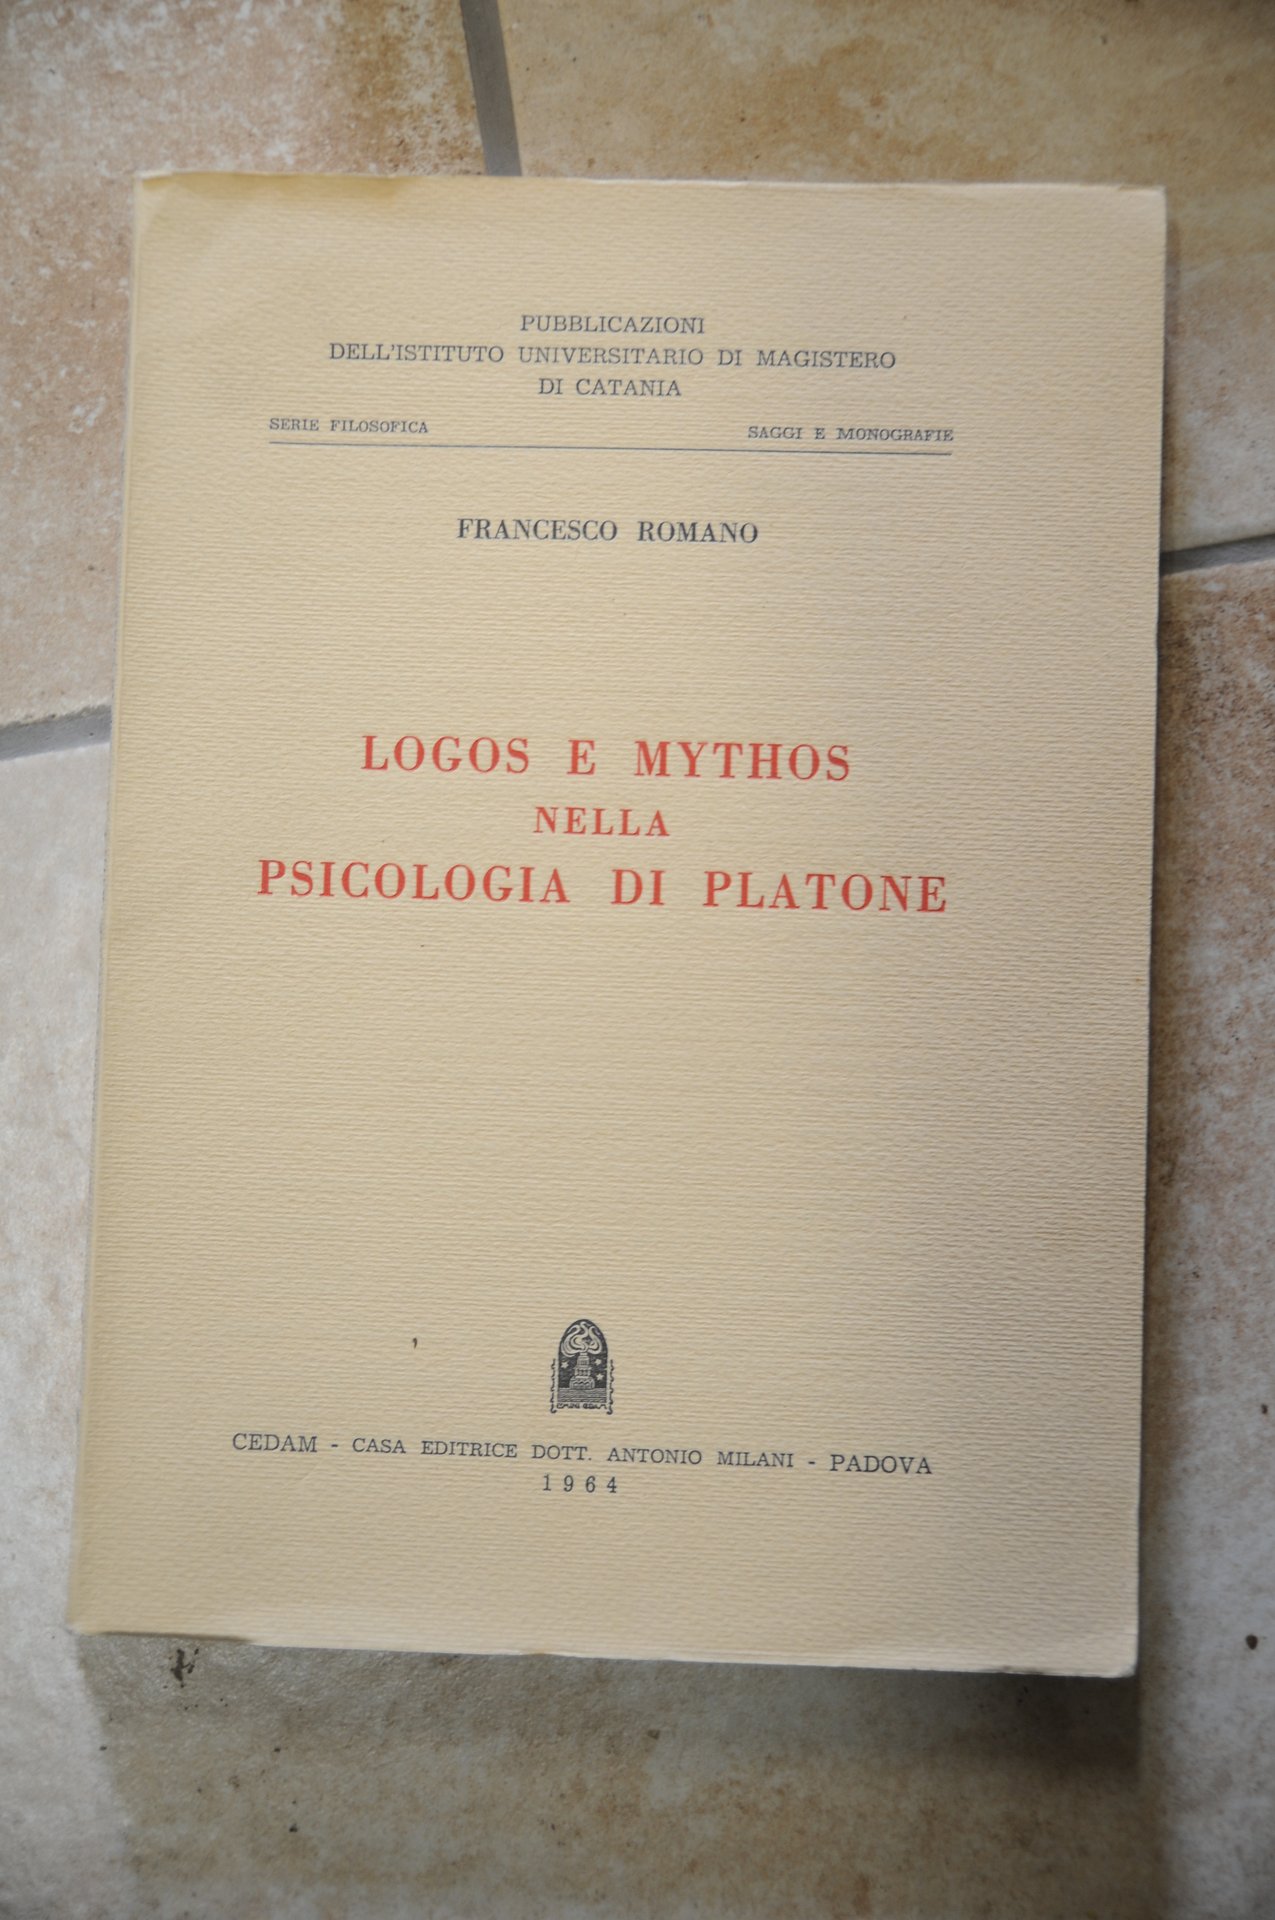 PUBBLICAZIONI
DELL'ISTITUTO UNIVERSITARIO DI MAGISTERO
DI CATANIA
SERIE FILOSOFICA SAGGI E MONOGRAFIE
FRANCESCO ROMANO
LOGOS E MYTHOS
NELLA
PSICOLOGIA DI PLATONE
CEDAM - CASA EDITRICE DOTT. ANTONIO MILANI - PADOVA
1964